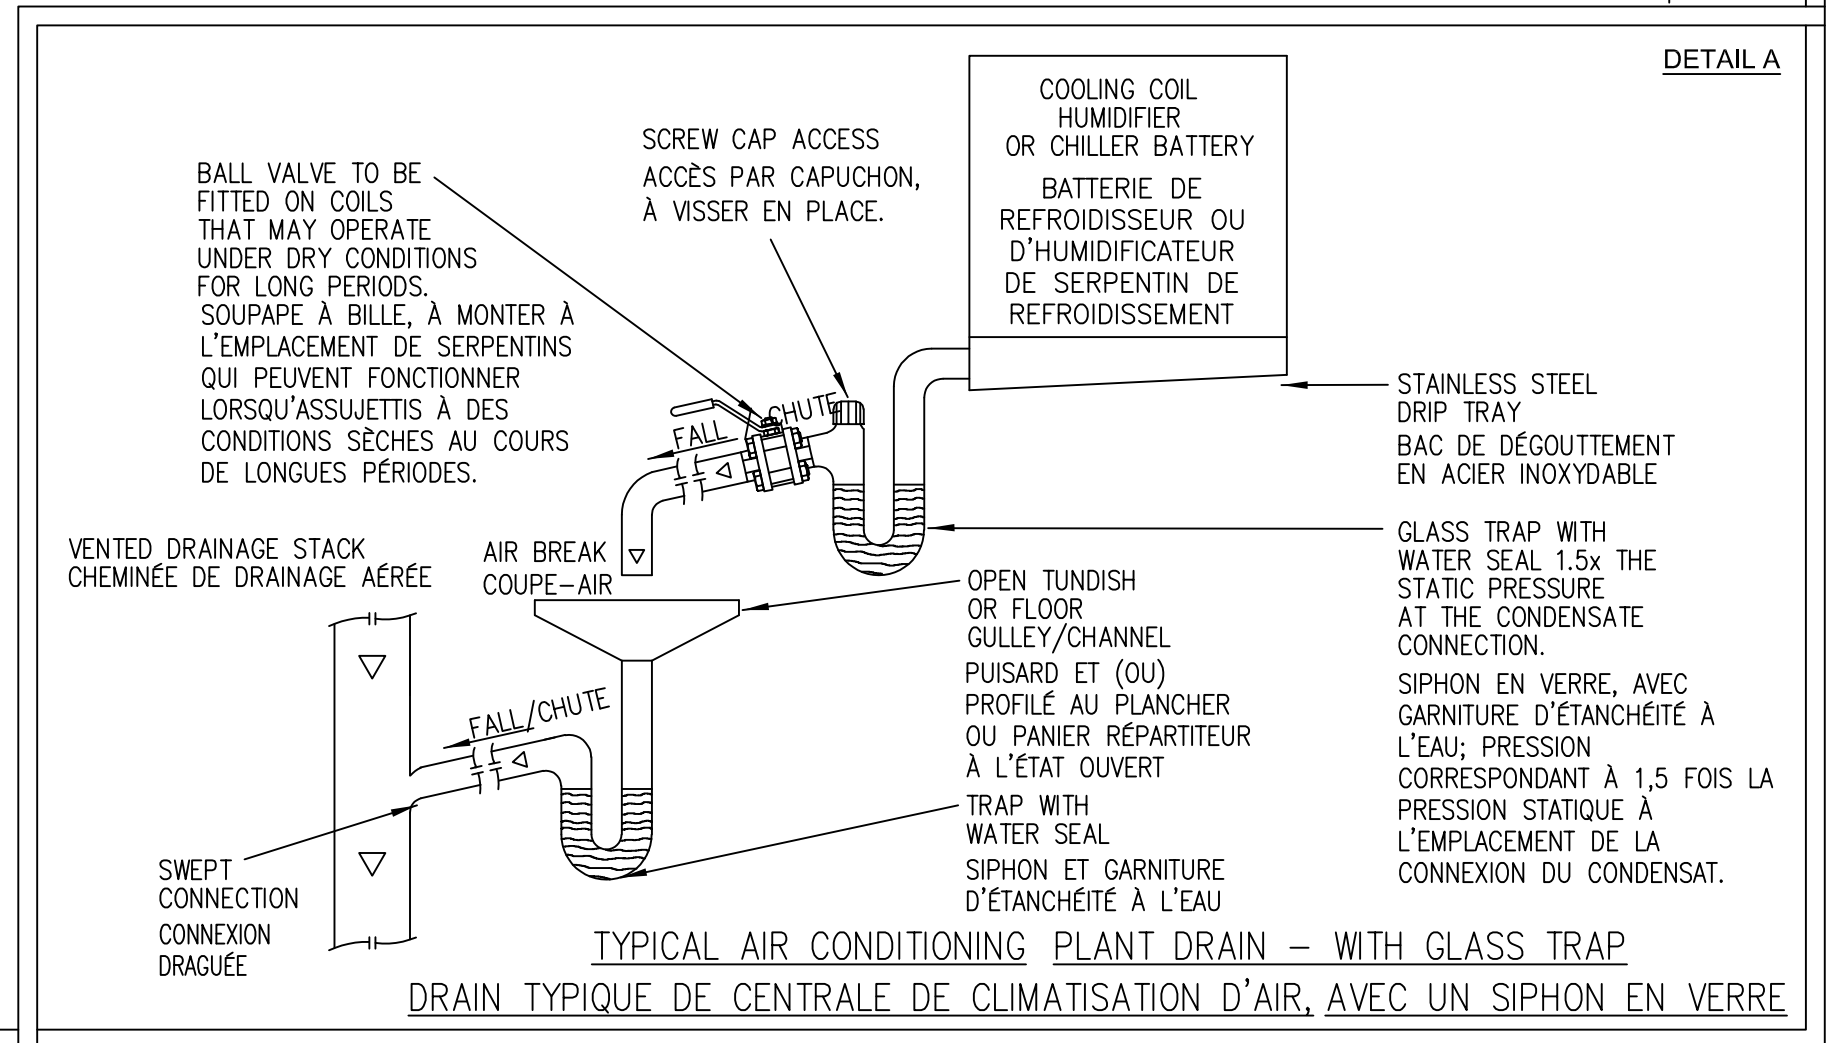 DETAIL A
COOLING COIL
HUMIDIFIER
OR CHILLER BATTERY
BATTERIE DE
REFROIDISSEUR OU
D'HUMIDIFICATEUR
DE SERPENTIN DE
REFROIDISSEMENT
SCREW CAP ACCESS
ACCÈS PAR CAPUCHON,
À VISSER EN PLACE.
BALL VALVE TO BE
FITTED ON COILS
THAT MAY OPERATE
UNDER DRY CONDITIONS
FOR LONG PERIODS.
SOUPAPE À BILLE, À MONTER À
L'EMPLACEMENT DE SERPENTINS
QUI PEUVENT FONCTIONNER
LORSQU'ASSUJETTIS À DES
CONDITIONS SÈCHES AU COURS
DE LONGUES PÉRIODES.
FALL / CHUTE
STAINLESS STEEL
DRIP TRAY
BAC DE DÉGOUTTEMENT
EN ACIER INOXYDABLE
GLASS TRAP WITH
WATER SEAL 1.5x THE
STATIC PRESSURE
AT THE CONDENSATE
CONNECTION.
SIPHON EN VERRE, AVEC
GARNITURE D'ÉTANCHÉITÉ À
L'EAU; PRESSION
CORRESPONDANT À 1,5 FOIS LA
PRESSION STATIQUE À
L'EMPLACEMENT DE LA
CONNEXION DU CONDENSAT.
VENTED DRAINAGE STACK
CHEMINÉE DE DRAINAGE AÉRÉE
AIR BREAK
COUPE-AIR
OPEN TUNDISH
OR FLOOR
GULLEY/CHANNEL
PUISARD ET (OU)
PROFILÉ AU PLANCHER
OU PANIER RÉPARTITEUR
À L'ÉTAT OUVERT
FALL/CHUTE
TRAP WITH
WATER SEAL
SIPHON ET GARNITURE
D'ÉTANCHÉITÉ À L'EAU
SWEPT
CONNECTION
CONNEXION
DRAGUÉE
TYPICAL AIR CONDITIONING PLANT DRAIN – WITH GLASS TRAP
DRAIN TYPIQUE DE CENTRALE DE CLIMATISATION D'AIR, AVEC UN SIPHON EN VERRE